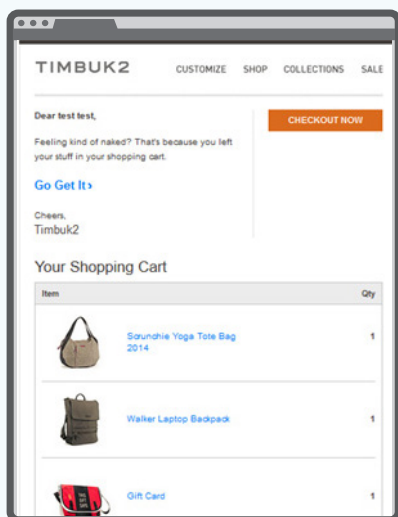 TIMBUK2
CUSTOMIZE SHOP COLLECTIONS SALE
Dear test test,
CHECKOUT NOW
Feeling kind of naked? That's because you left
your stuff in your shopping cart.
Go Get It ›
Cheers,
Timbuk2
Your Shopping Cart
Item Qty
Scrunchie Yoga Tote Bag
2014
1
Walker Laptop Backpack 1
Gift Card 1